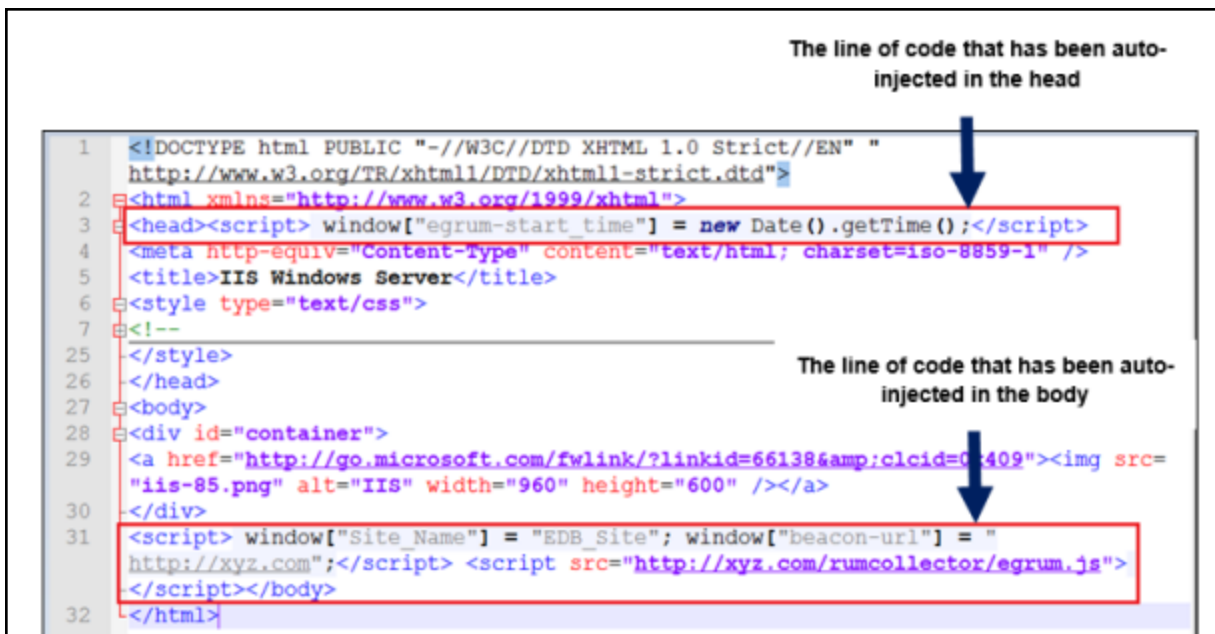 The line of code that has been auto-
injected in the head
1 <!DOCTYPE html PUBLIC "-//W3C//DTD XHTML 1.0 Strict//EN" "
http://www.w3.org/TR/xhtml1/DTD/xhtml1-strict.dtd">
2 <html xmlns="http://www.w3.org/1999/xhtml">
3 <head><script> window["egrum-start_time"] = new Date().getTime();</script>
4 <meta http-equiv="Content-Type" content="text/html; charset=iso-8859-1" />
5 <title>IIS Windows Server</title>
6 <style type="text/css">
7 <!--
25 </style>
The line of code that has been auto-
injected in the body
26 </head>
27 <body>
28 <div id="container">
29 <a href="http://go.microsoft.com/fwlink/?linkid=66138&amp;clcid=0x409"><img src=
"iis-85.png" alt="IIS" width="960" height="600" /></a>
30 </div>
31 <script> window["Site_Name"] = "EDB_Site"; window["beacon-url"] = "
http://xyz.com";</script> <script src="http://xyz.com/rumcollector/egrum.js">
</script></body>
32 </html>